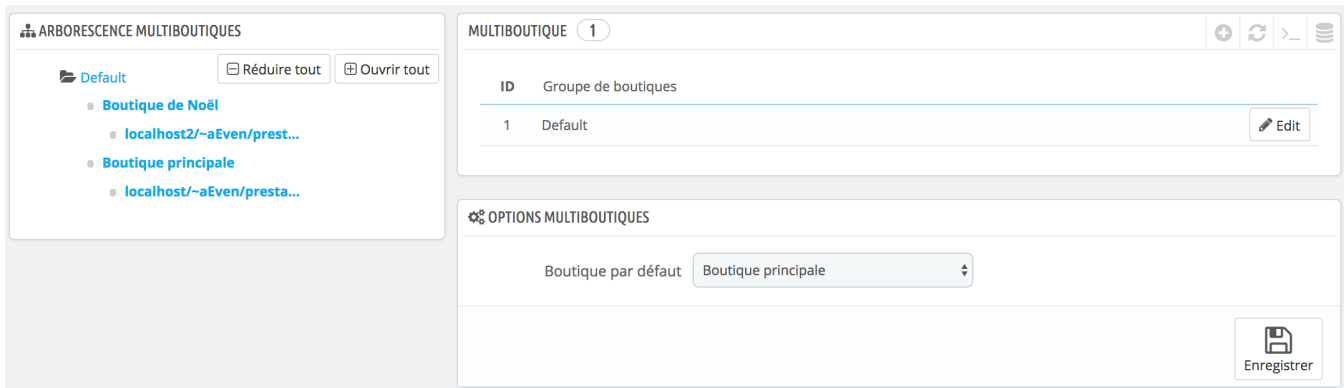 ARBORESCENCE MULTIBOUTIQUES
Réduire tout
Ouvrir tout
Default
Boutique de Noël
localhost2/~aEven/prest...
Boutique principale
localhost/~aEven/presta...
MULTIBOUTIQUE 1
ID Groupe de boutiques
1 Default Edit
OPTIONS MULTIBOUTIQUES
Boutique par défaut Boutique principale
Enregistrer